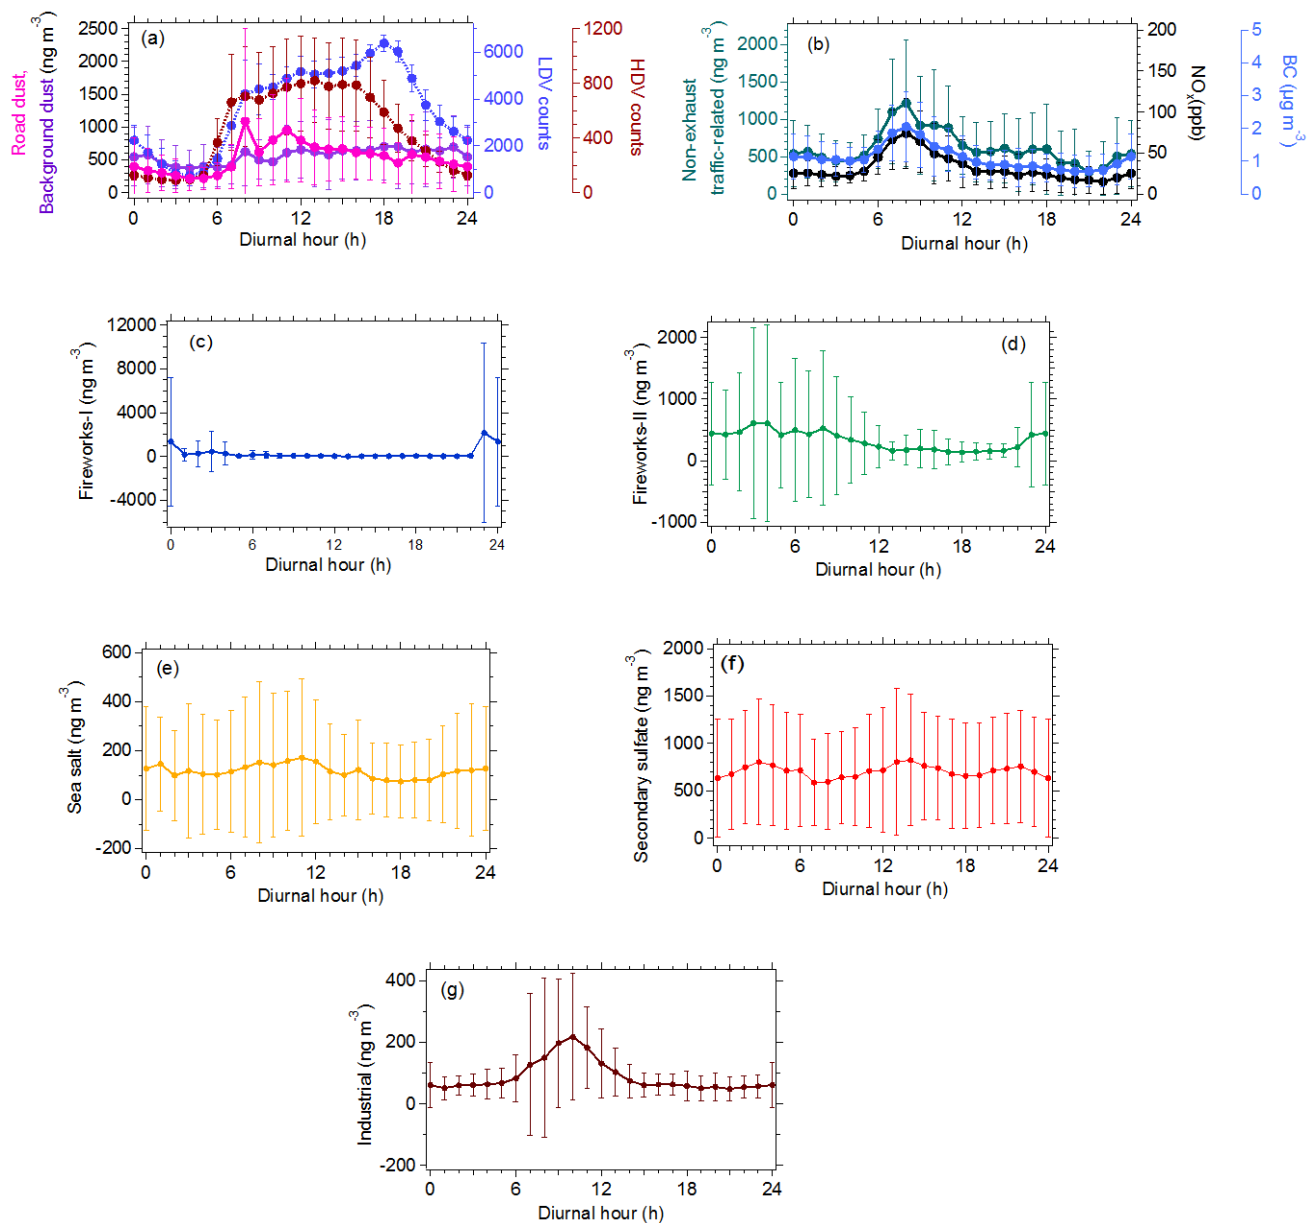 (a)
Road dust,
Background dust (ng m-3)
2500
2000
1500
1000
500
0
6000
4000
2000
0
LDV counts
1200
800
400
0
HDV counts
0 6 12 18 24
Diurnal hour (h)
(b)
Non-exhaust
traffic-related (ng m-3)
2000
1500
1000
500
0
200
150
100
50
0
NOx(ppb)
5
4
3
2
1
0
BC (µg m-3)
0 6 12 18 24
Diurnal hour (h)
(c)
Fireworks-I (ng m-3)
12000
8000
4000
0
-4000
0 6 12 18 24
Diurnal hour (h)
(d)
Fireworks-II (ng m-3)
2000
1000
0
-1000
0 6 12 18 24
Diurnal hour (h)
(e)
Sea salt (ng m-3)
600
400
200
0
-200
0 6 12 18 24
Diurnal hour (h)
(f)
Secondary sulfate (ng m-3)
2000
1500
1000
500
0
0 6 12 18 24
Diurnal hour (h)
(g)
Industrial (ng m-3)
400
200
0
-200
0 6 12 18 24
Diurnal hour (h)